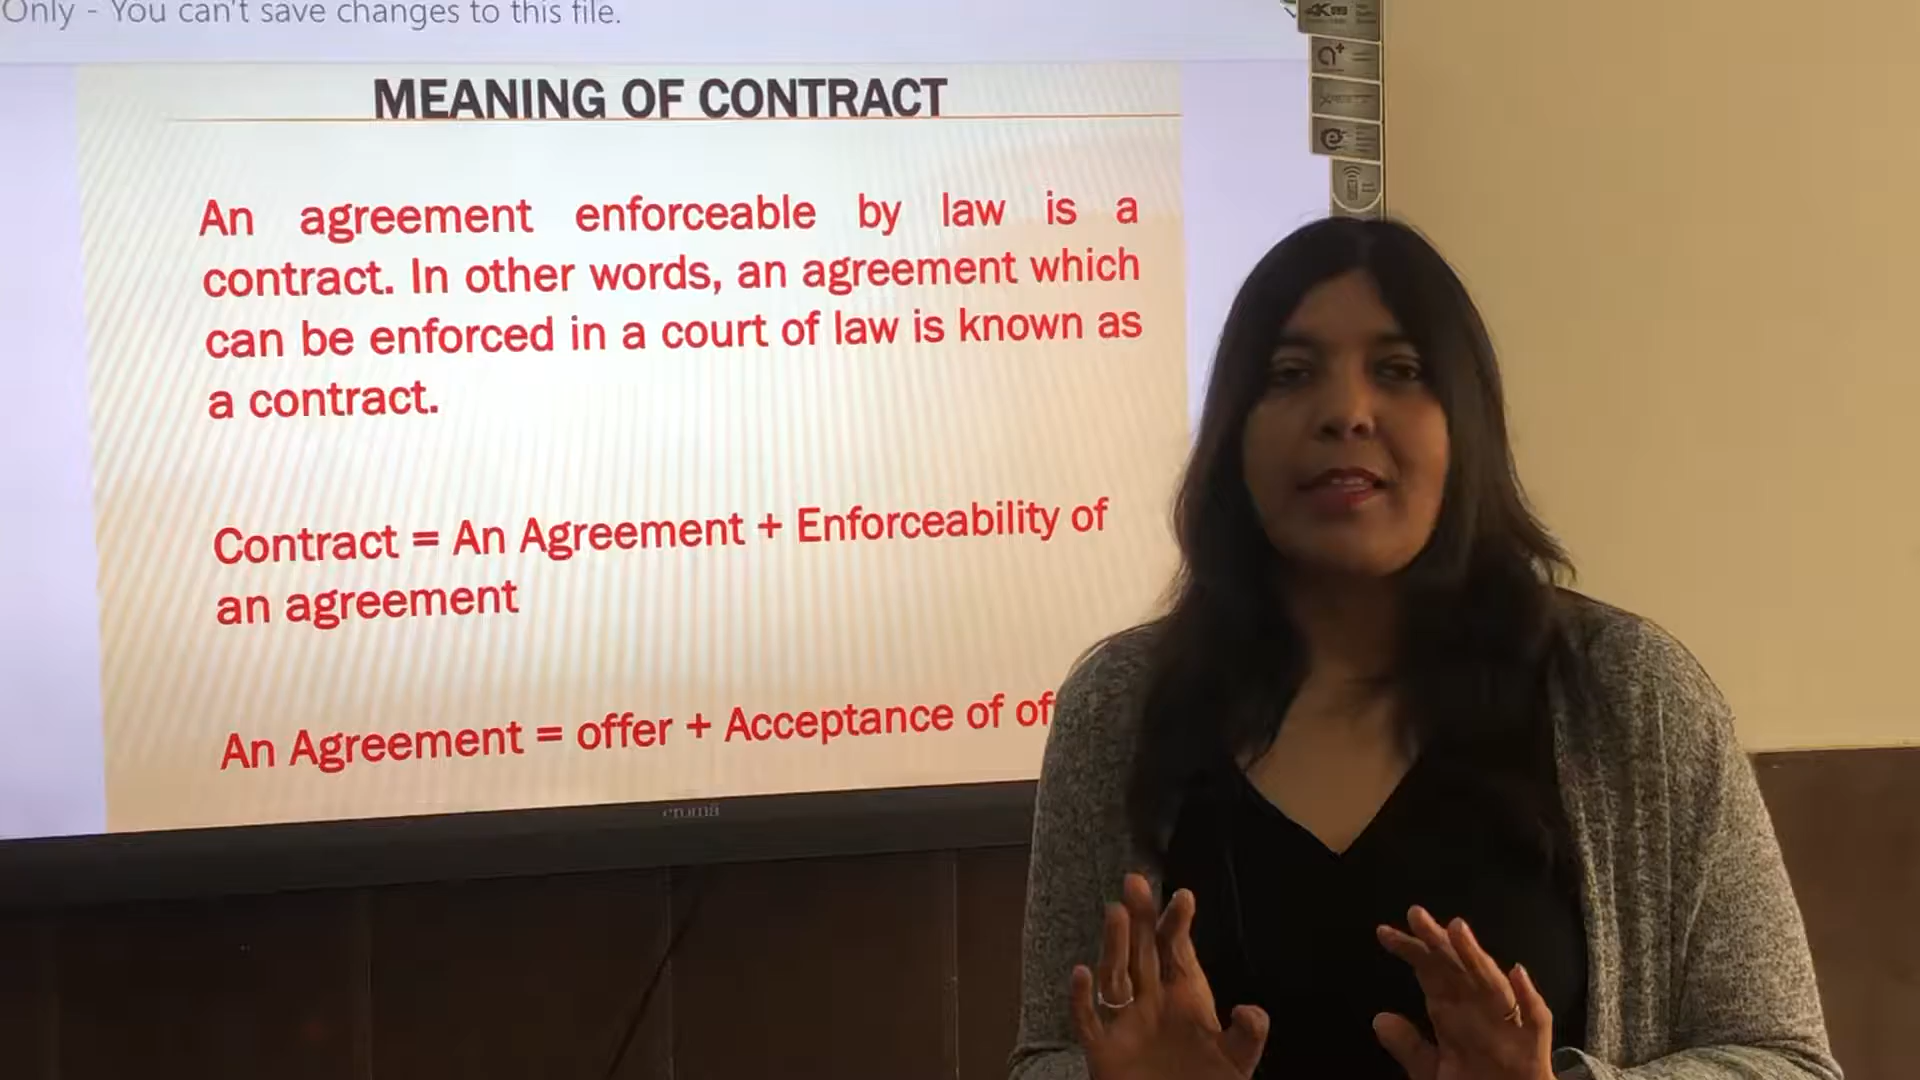 Only - You can't save changes to this file.
4K
MEANING OF CONTRACT
An agreement enforceable by law is a
contract. In other words, an agreement which
can be enforced in a court of law is known as
a contract.
Contract = An Agreement + Enforceability of
an agreement
An Agreement = offer + Acceptance of of